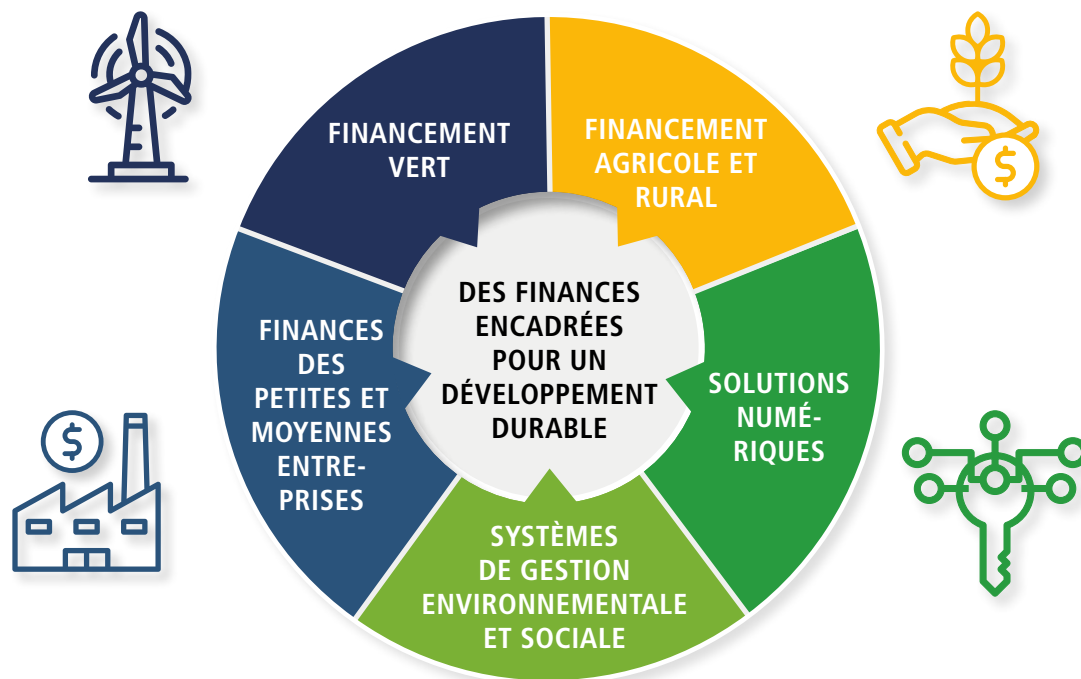 FINANCEMENT
VERT
FINANCEMENT
AGRICOLE ET
RURAL
$
DES FINANCES
ENCADRÉES
POUR UN
DÉVELOPPEMENT
DURABLE
FINANCES
DES
PETITES ET
MOYENNES
ENTRE-
PRISES
$
SOLUTIONS
NUMÉ-
RIQUES
SYSTÈMES
DE GESTION
ENVIRONNEMENTALE
ET SOCIALE